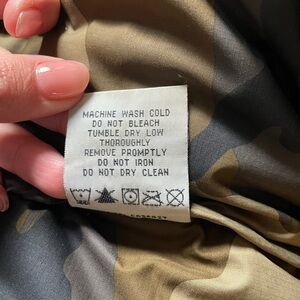 MACHINE WASH COLD
DO NOT BLEACH
TUMBLE DRY LOW
THOROUGHLY
REMOVE PROMPTLY
DO NOT IRON
DO NOT DRY CLEAN